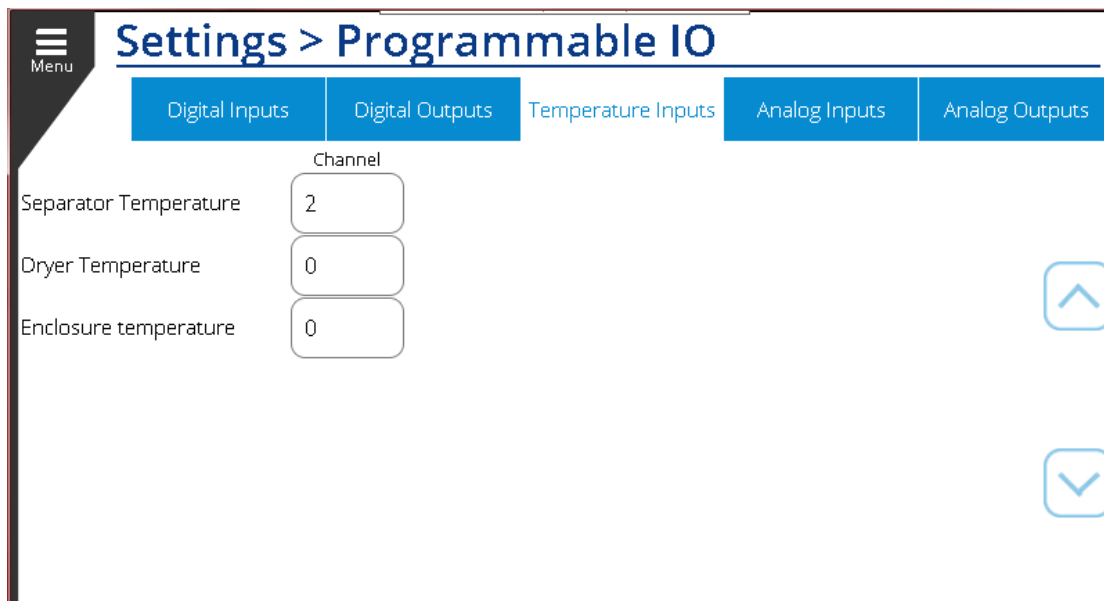 Settings > Programmable IO
Menu
Digital Inputs
Digital Outputs
Temperature Inputs
Analog Inputs
Analog Outputs
Channel
Separator Temperature 2
Dryer Temperature 0
Enclosure temperature 0